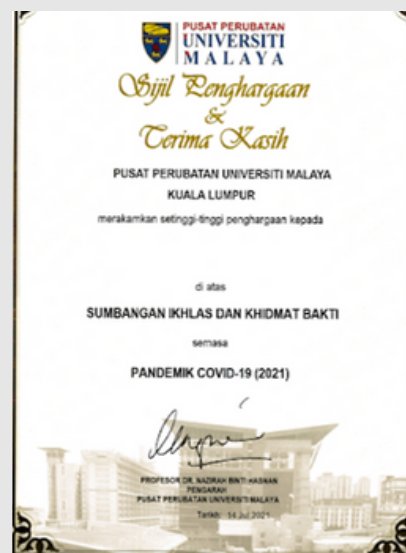 PUSAT PERUBATAN
UNIVERSITI
MALAYA
Sijil Penghargaan
&
Terima Kasih
PUSAT PERUBATAN UNIVERSITI MALAYA
KUALA LUMPUR
merakamkan setinggi-tinggi penghargaan kepada
di atas
SUMBANGAN IKHLAS DAN KHIDMAT BAKTI
semasa
PANDEMIK COVID-19 (2021)
PROFESOR DR. NAZIRAH BINTI HASNAN
PENGARAH
PUSAT PERUBATAN UNIVERSITI MALAYA
Tarikh: 14 Jul 2021